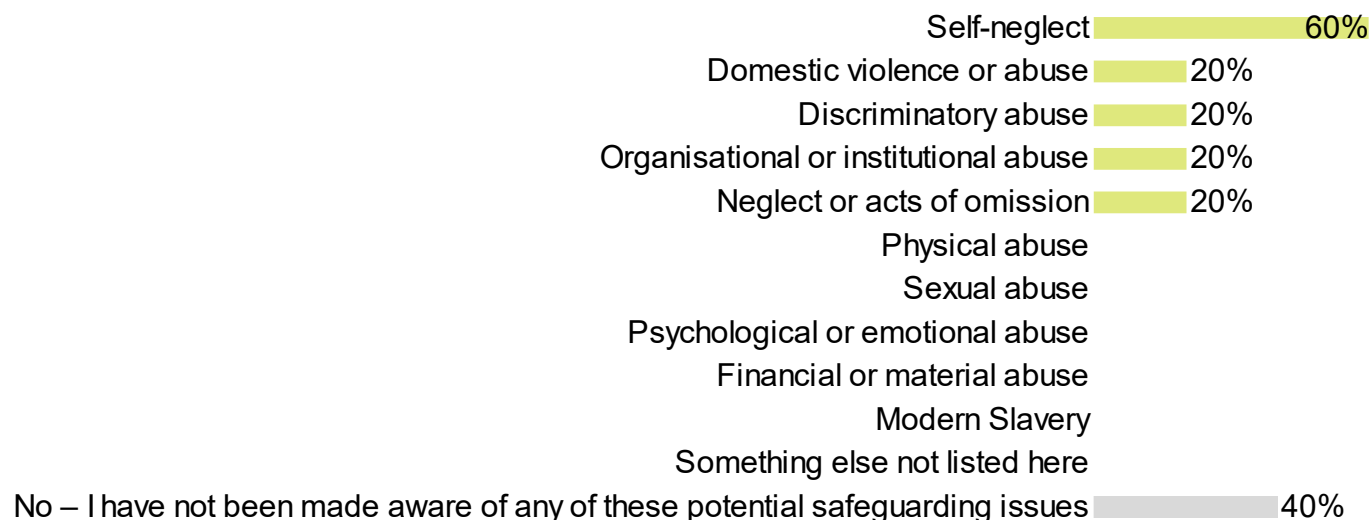 Self-neglect 60%
Domestic violence or abuse 20%
Discriminatory abuse 20%
Organisational or institutional abuse 20%
Neglect or acts of omission 20%
Physical abuse
Sexual abuse
Psychological or emotional abuse
Financial or material abuse
Modern Slavery
Something else not listed here
No – I have not been made aware of any of these potential safeguarding issues 40%